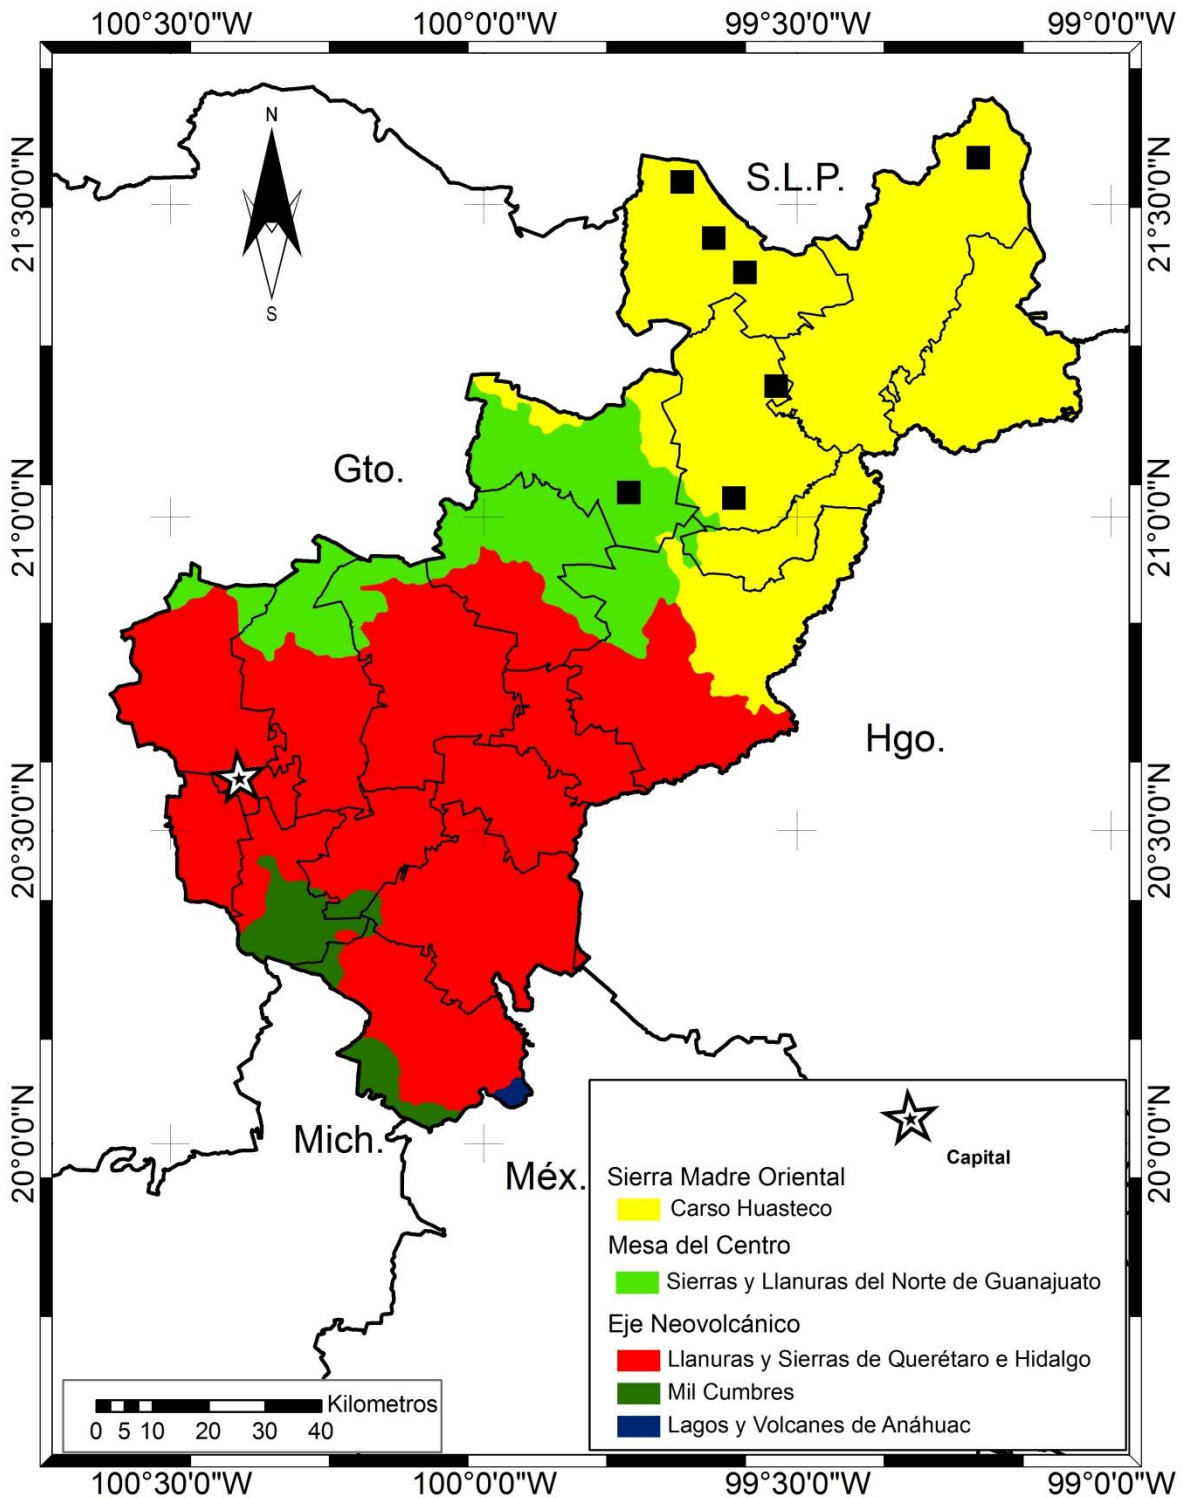 100°30'0"W 100°0'0"W 99°30'0"W 99°0'0"W
N
S
S.L.P.
21°30'0"N 21°30'0"N
Gto.
21°0'0"N 21°0'0"N
Hgo.
20°30'0"N 20°30'0"N
Mich.
Méx.
20°0'0"N 20°0'0"N
Capital
Sierra Madre Oriental
Carso Huasteco
Mesa del Centro
Sierras y Llanuras del Norte de Guanajuato
Eje Neovolcánico
Llanuras y Sierras de Querétaro e Hidalgo
Mil Cumbres
Lagos y Volcanes de Anáhuac
Kilometros
0 5 10 20 30 40
100°30'0"W 100°0'0"W 99°30'0"W 99°0'0"W